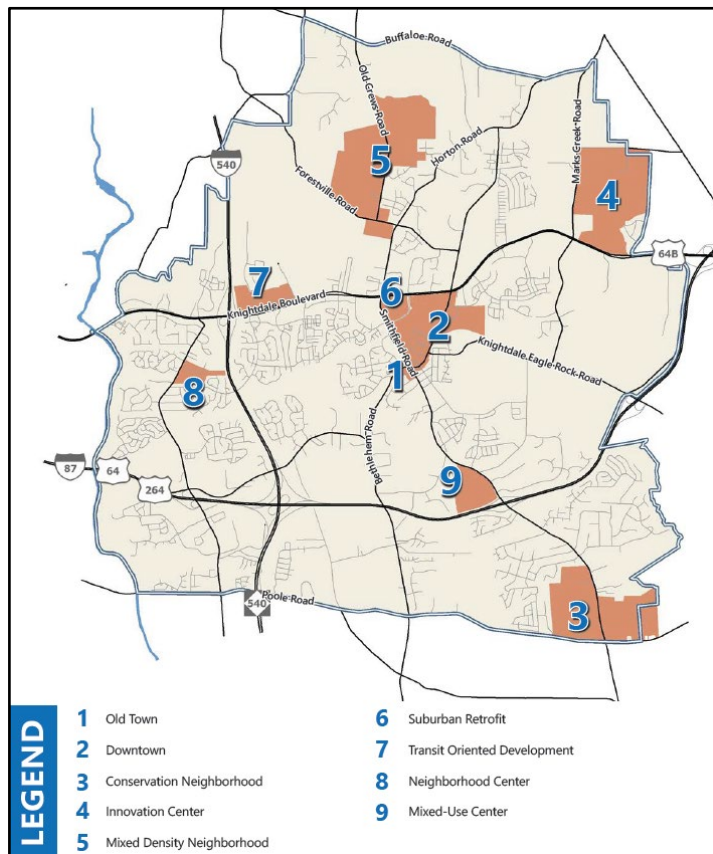 Buffaloe Road
Old Crews Road
Horton Road
Marks Creek Road
540
5
4
Forestville Road
64B
7
6
Knightdale Boulevard
2
Smithfield Road
Knightdale Eagle Rock Road
8
1
Bethlehem Road
87
64
264
9
540
Poole Road
3
LEGEND
1 Old Town
2 Downtown
3 Conservation Neighborhood
4 Innovation Center
5 Mixed Density Neighborhood
6 Suburban Retrofit
7 Transit Oriented Development
8 Neighborhood Center
9 Mixed-Use Center